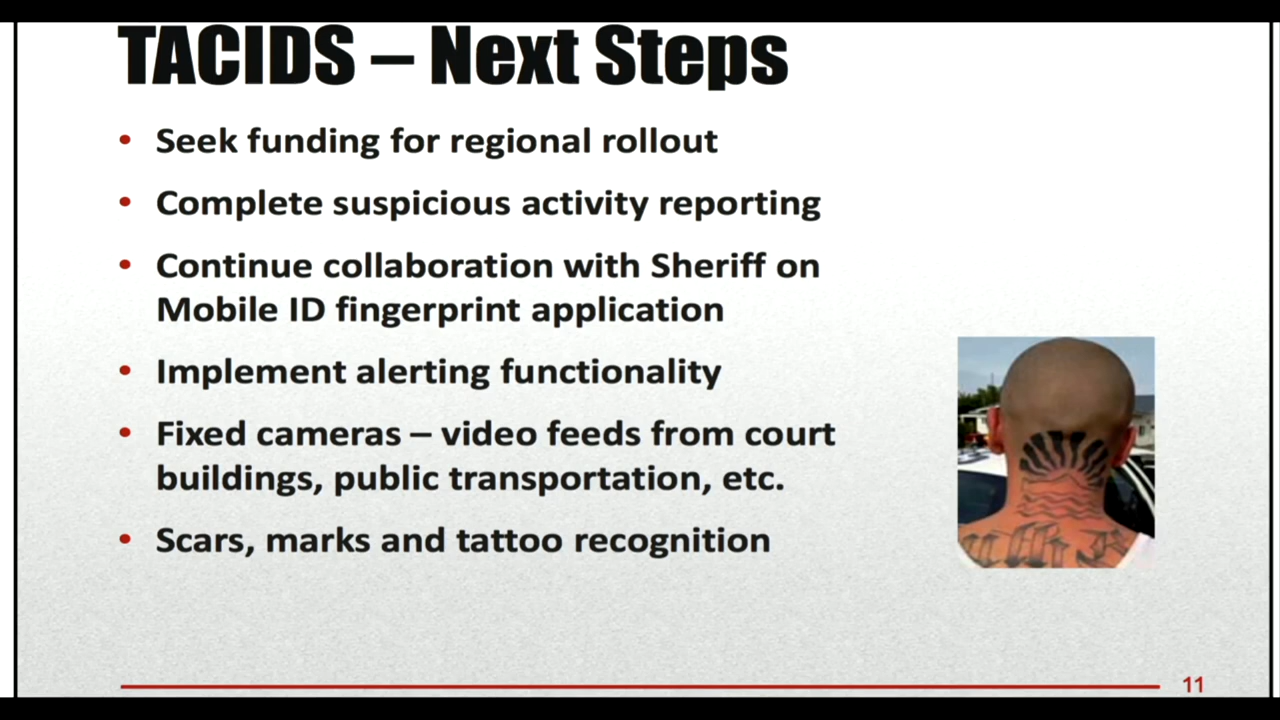 TACIDS – Next Steps
• Seek funding for regional rollout
• Complete suspicious activity reporting
• Continue collaboration with Sheriff on
Mobile ID fingerprint application
• Implement alerting functionality
• Fixed cameras – video feeds from court
buildings, public transportation, etc.
• Scars, marks and tattoo recognition
11